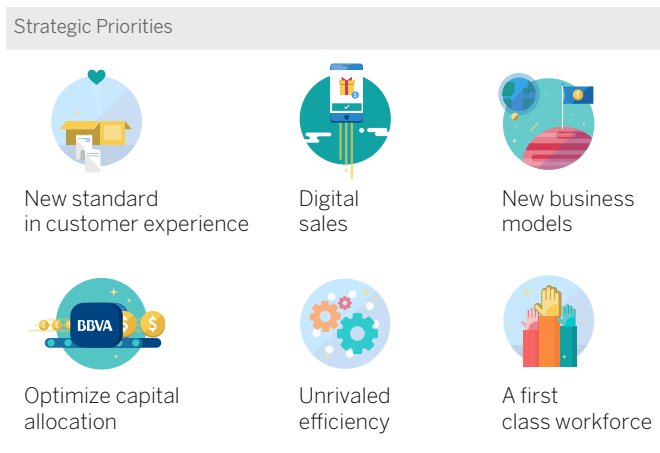 Strategic Priorities
New standard
in customer experience
Digital
sales
New business
models
BBVA
Optimize capital
allocation
Unrivaled
efficiency
A first
class workforce